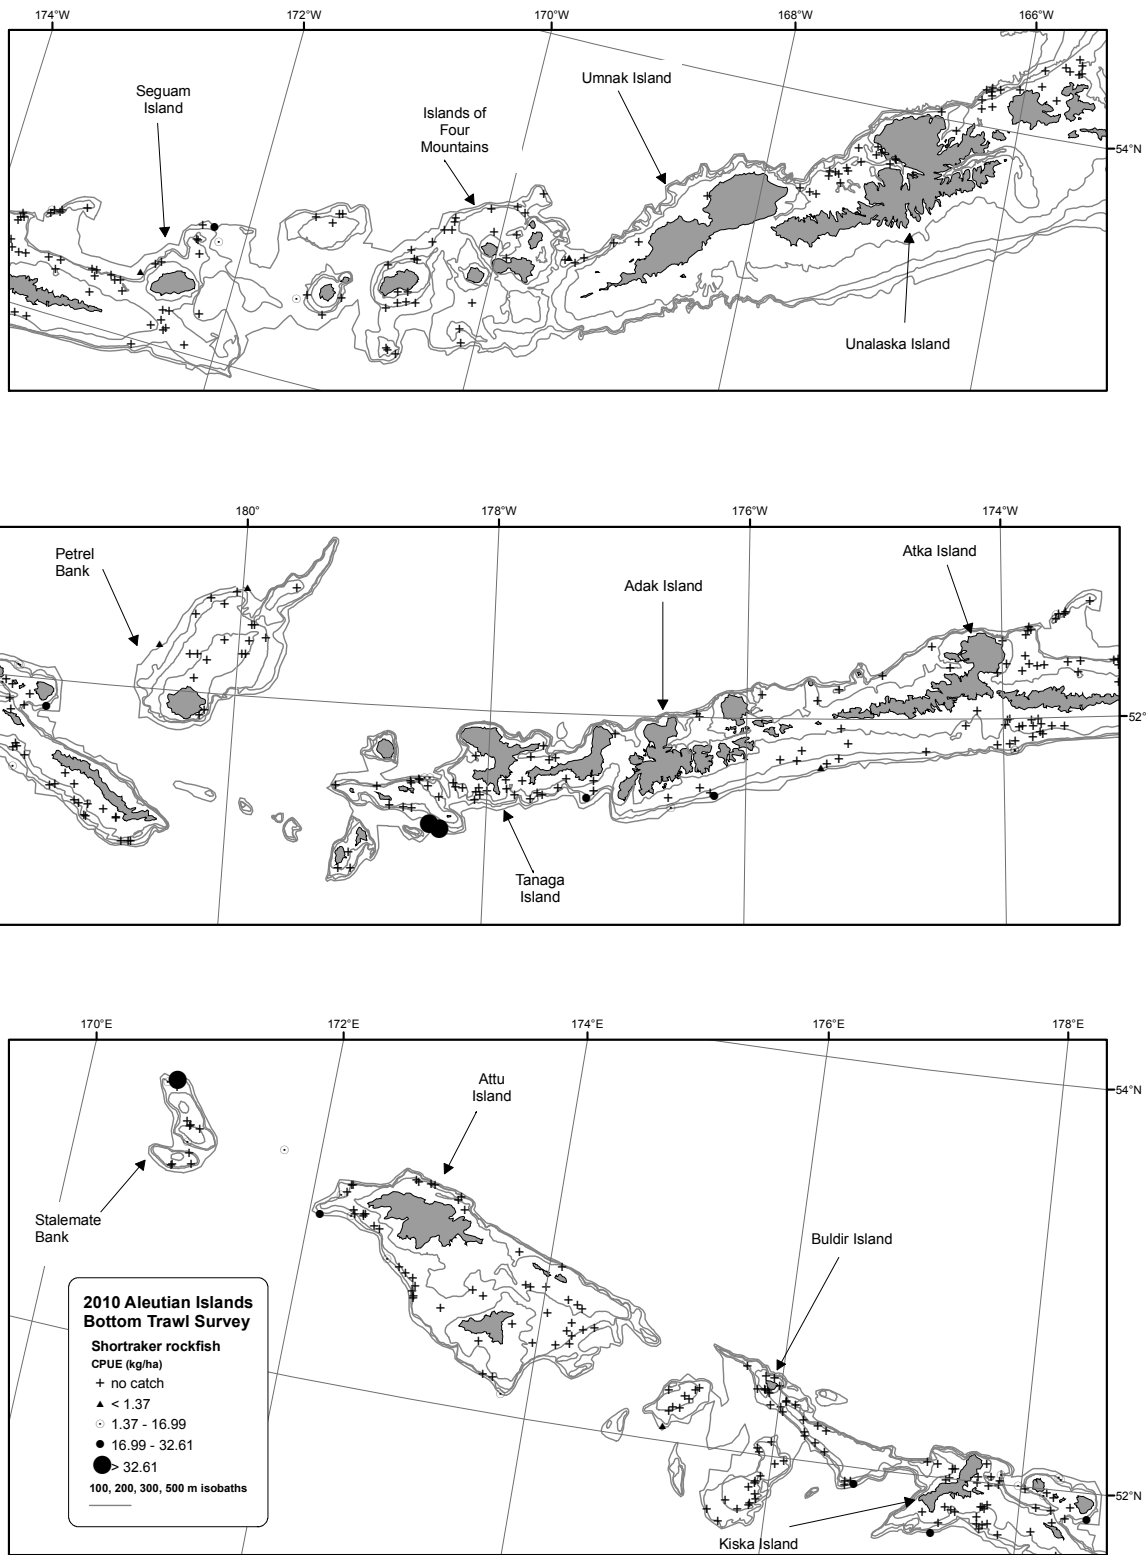 174°W
172°W
170°W
168°W
166°W
Seguam
Island
Islands of
Four
Mountains
Umnak Island
54°N
Unalaska Island
180°
178°W
176°W
174°W
Petrel
Bank
Adak Island
Atka Island
52°
Tanaga
Island
170°E
172°E
174°E
176°E
178°E
54°N
Attu
Island
Stalemate
Bank
Buldir Island
52°N
Kiska Island
2010 Aleutian Islands
Bottom Trawl Survey
Shortraker rockfish
CPUE (kg/ha)
no catch
< 1.37
1.37 - 16.99
16.99 - 32.61
> 32.61
100, 200, 300, 500 m isobaths